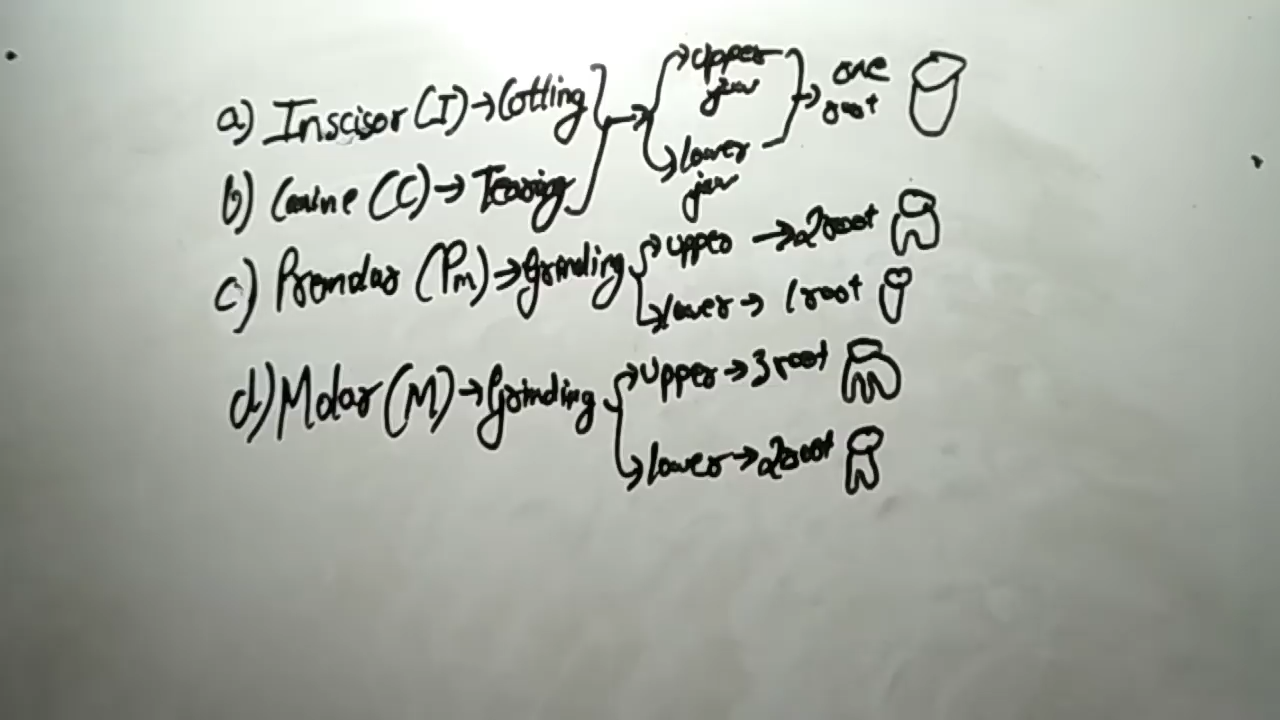 a) Inscisor (I) → Cotting } → { → Upper jaw → one root
→ lower jaw
b) Canine (C) → Tearing
c) Premolar (Pm) → Grinding → upper → 2 root
→ lower → 1 root
d) Molar (M) → Grinding → Upper → 3 root
→ lower → 2 root